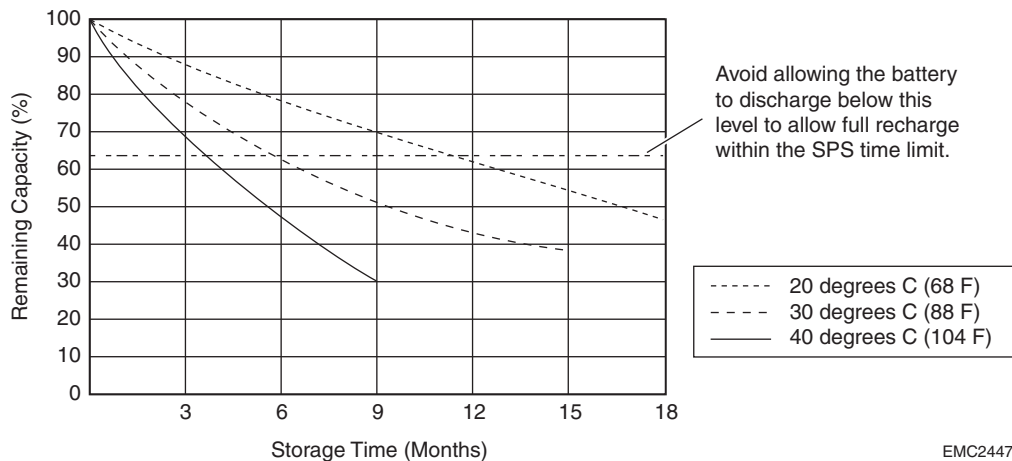 100
90
80
70
60
50
40
30
20
10
0
Remaining Capacity (%)
3 6 9 12 15 18
Storage Time (Months)
Avoid allowing the battery
to discharge below this
level to allow full recharge
within the SPS time limit.
20 degrees C (68 F)
30 degrees C (88 F)
40 degrees C (104 F)
EMC2447